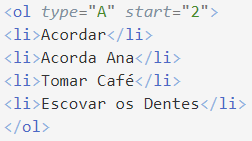 <ol type="A" start="2">
<li>Acordar</li>
<li>Acorda Ana</li>
<li>Tomar Café</li>
<li>Escovar os Dentes</li>
</ol>